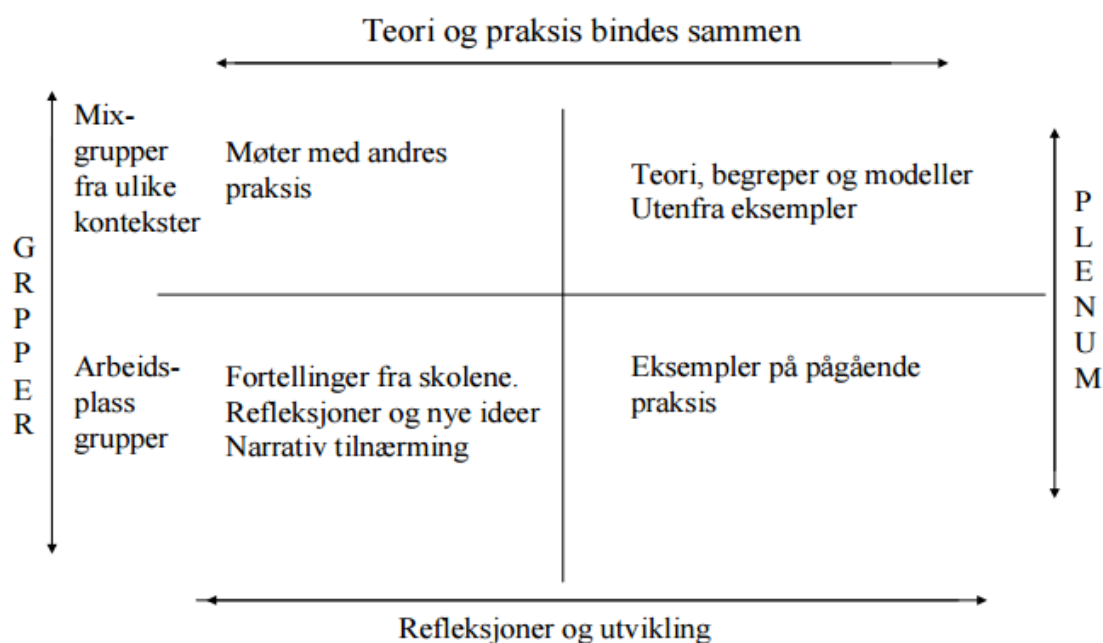 Teori og praksis bindes sammen
Mix-
grupper
fra ulike
kontekster
Møter med andres
praksis
Teori, begreper og modeller
Utenfra eksempler
G
R
P
P
E
R
P
L
E
N
U
M
Arbeids-
plass
grupper
Fortellinger fra skolene.
Refleksjoner og nye ideer
Narrativ tilnærming
Eksempler på pågående
praksis
Refleksjoner og utvikling